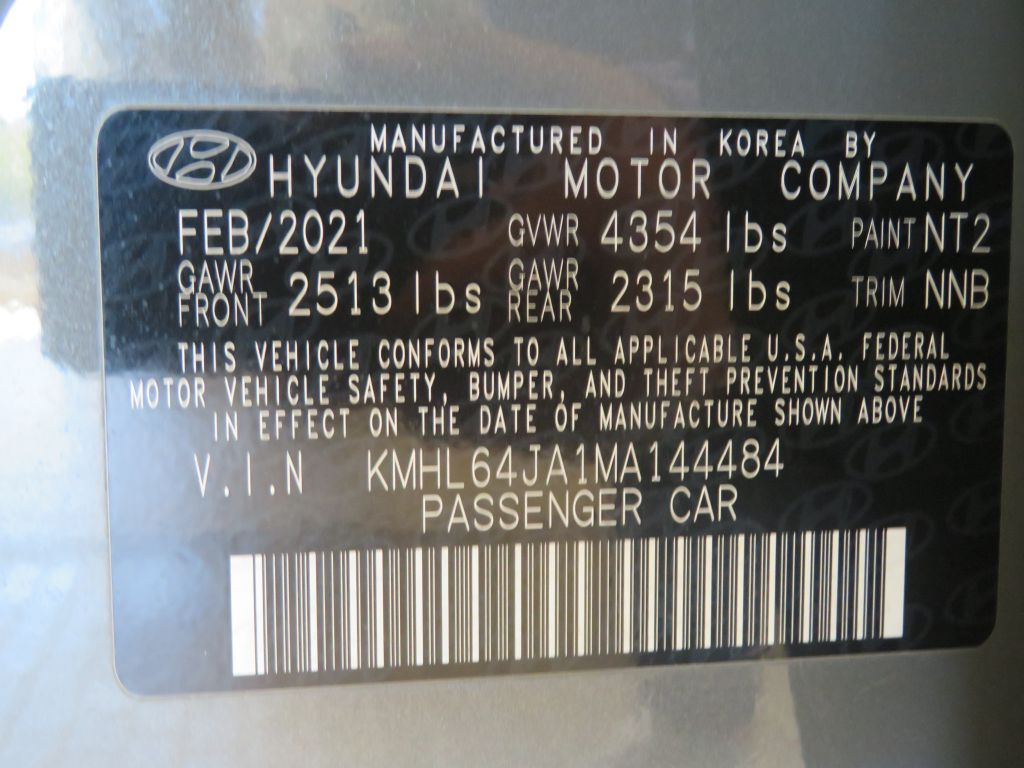 MANUFACTURED IN KOREA BY
HYUNDAI MOTOR COMPANY
FEB/2021 GVWR 4354 lbs PAINT NT2
GAWR FRONT 2513 lbs GAWR REAR 2315 lbs TRIM NNB
THIS VEHICLE CONFORMS TO ALL APPLICABLE U.S.A. FEDERAL
MOTOR VEHICLE SAFETY, BUMPER, AND THEFT PREVENTION STANDARDS
IN EFFECT ON THE DATE OF MANUFACTURE SHOWN ABOVE
V.I.N KMHL64JA1MA144484
PASSENGER CAR